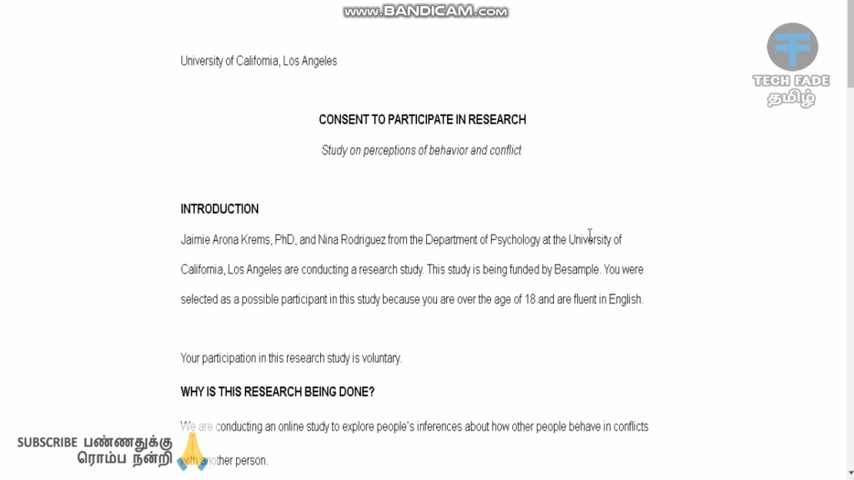 www.BANDICAM.com
University of California, Los Angeles
TECH FADE
தமிழ்
CONSENT TO PARTICIPATE IN RESEARCH
Study on perceptions of behavior and conflict
INTRODUCTION
Jaimie Arona Krems, PhD, and Nina Rodriguez from the Department of Psychology at the University of
California, Los Angeles are conducting a research study. This study is being funded by Besample. You were
selected as a possible participant in this study because you are over the age of 18 and are fluent in English.
Your participation in this research study is voluntary.
WHY IS THIS RESEARCH BEING DONE?
We are conducting an online study to explore people's inferences about how other people behave in conflicts
with another person.
SUBSCRIBE பண்ணதுக்கு
ரொம்ப நன்றி